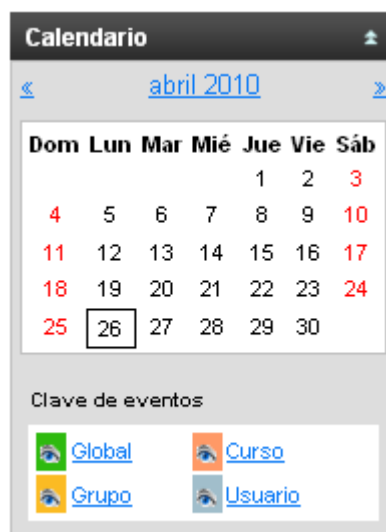 Calendario
« abril 2010 »
Dom Lun Mar Mié Jue Vie Sáb
1 2 3
4 5 6 7 8 9 10
11 12 13 14 15 16 17
18 19 20 21 22 23 24
25 26 27 28 29 30
Clave de eventos
Global Curso
Grupo Usuario